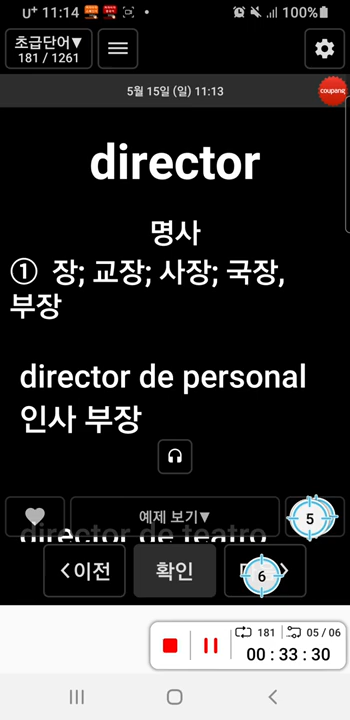 U+ 11:14 100%
초급단어▼
181 / 1261
5월 15일 (일) 11:13
coupang
director
명사
① 장; 교장; 사장; 국장,
부장
director de personal
인사 부장
예제 보기▼
5
director de teatro
<이전
확인
6
181 05 / 06
00 : 33 : 30